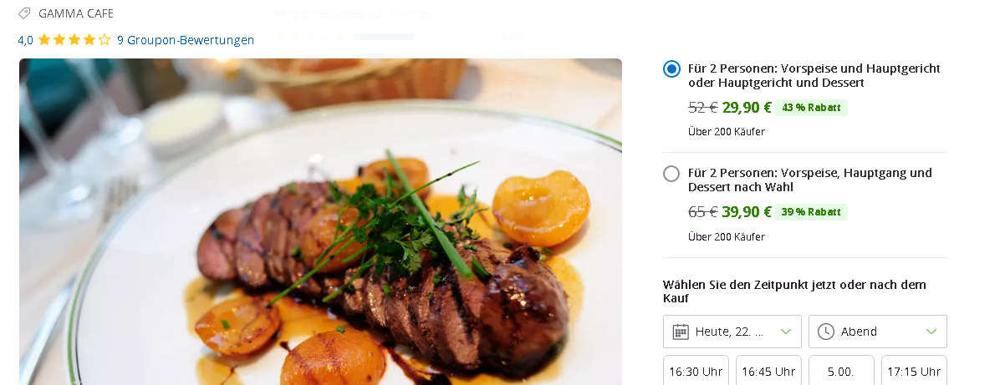 GAMMA CAFE
Moyenne basée sur 9 notes
4,0
9 Groupon-Bewertungen
44%
Für 2 Personen: Vorspeise und Hauptgericht
oder Hauptgericht und Dessert
52 € 29,90 € 43 % Rabatt
Über 200 Käufer
Für 2 Personen: Vorspeise, Hauptgang und
Dessert nach Wahl
65 € 39,90 € 39 % Rabatt
Über 200 Käufer
Wählen Sie den Zeitpunkt jetzt oder nach dem
Kauf
Heute, 22. ...
Abend
16:30 Uhr
16:45 Uhr
5.00.
17:15 Uhr